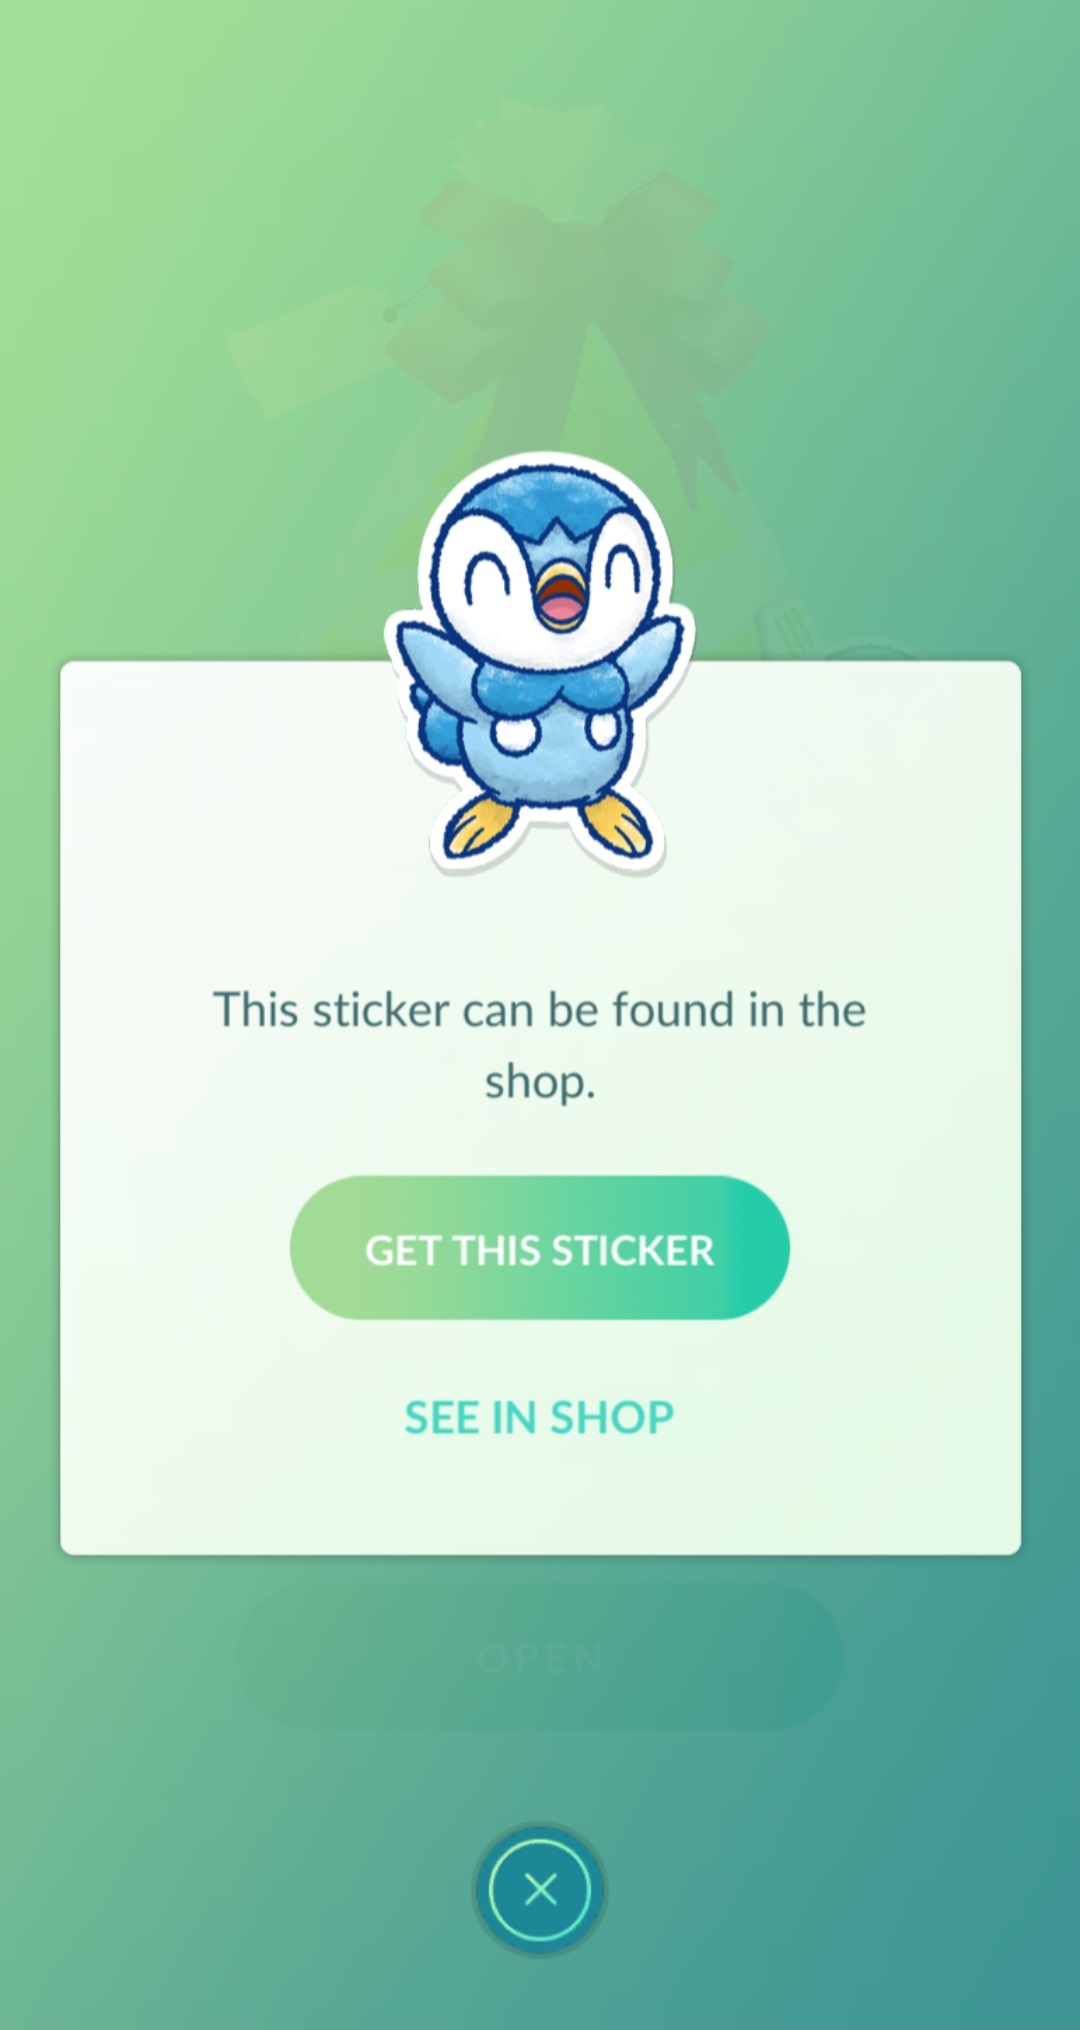 This sticker can be found in the
shop.
GET THIS STICKER
SEE IN SHOP
OPEN